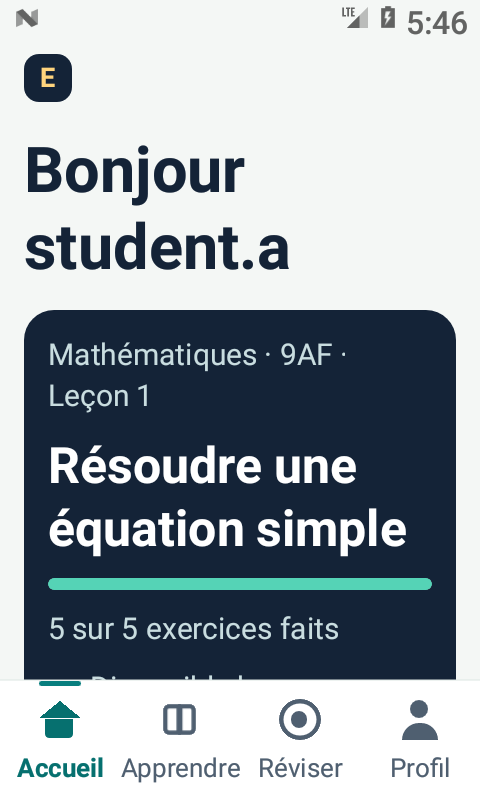 LTE 5:46
E
Bonjour
student.a
Mathématiques · 9AF ·
Leçon 1
Résoudre une
équation simple
5 sur 5 exercices faits
Accueil Apprendre Réviser Profil